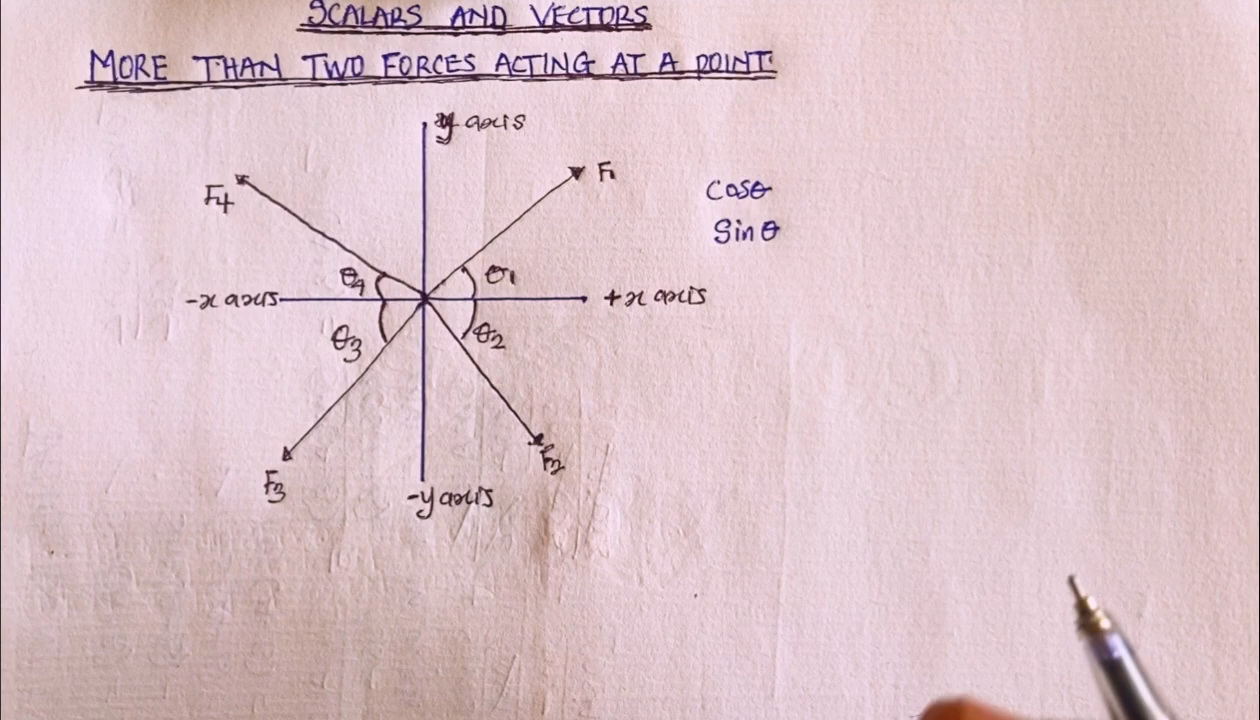 SCALARS AND VECTORS
MORE THAN TWO FORCES ACTING AT A POINT.
y axis
F4
F1
Cosθ
Sinθ
θ4
θ1
-x axis
+x axis
θ3
θ2
F3
F2
-y axis